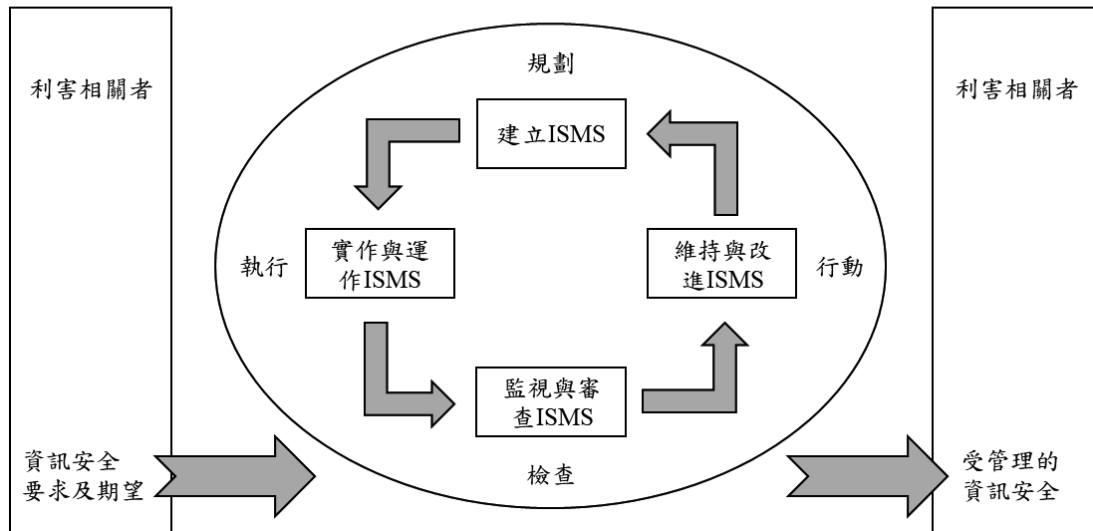 利害相關者
規劃
利害相關者
建立ISMS
執行
實作與運
作ISMS
維持與改
進ISMS
行動
監視與審
查ISMS
檢查
資訊安全
要求及期望
受管理的
資訊安全